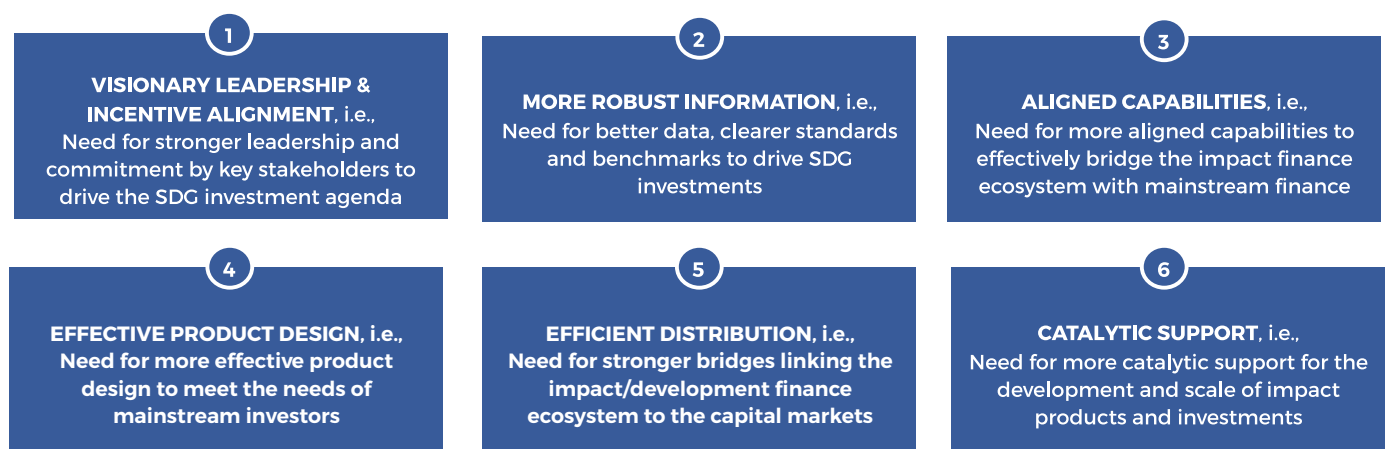 1
VISIONARY LEADERSHIP &
INCENTIVE ALIGNMENT, i.e.,
Need for stronger leadership and
commitment by key stakeholders to
drive the SDG investment agenda
2
MORE ROBUST INFORMATION, i.e.,
Need for better data, clearer standards
and benchmarks to drive SDG
investments
3
ALIGNED CAPABILITIES, i.e.,
Need for more aligned capabilities to
effectively bridge the impact finance
ecosystem with mainstream finance
4
EFFECTIVE PRODUCT DESIGN, i.e.,
Need for more effective product
design to meet the needs of
mainstream investors
5
EFFICIENT DISTRIBUTION, i.e.,
Need for stronger bridges linking the
impact/development finance
ecosystem to the capital markets
6
CATALYTIC SUPPORT, i.e.,
Need for more catalytic support for the
development and scale of impact
products and investments